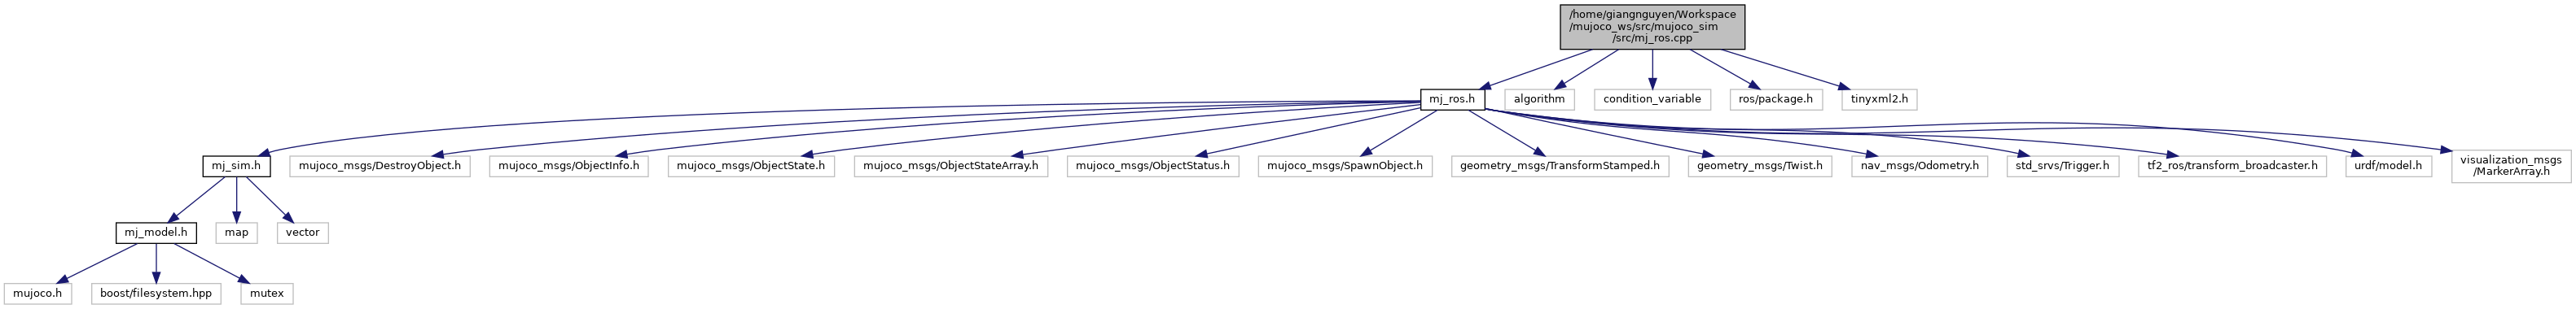 /home/giangnguyen/Workspace
/mujoco_ws/src/mujoco_sim
/src/mj_ros.cpp
mj_ros.h
algorithm
condition_variable
ros/package.h
tinyxml2.h
mj_sim.h
mujoco_msgs/DestroyObject.h
mujoco_msgs/ObjectInfo.h
mujoco_msgs/ObjectState.h
mujoco_msgs/ObjectStateArray.h
mujoco_msgs/ObjectStatus.h
mujoco_msgs/SpawnObject.h
geometry_msgs/TransformStamped.h
geometry_msgs/Twist.h
nav_msgs/Odometry.h
std_srvs/Trigger.h
tf2_ros/transform_broadcaster.h
urdf/model.h
visualization_msgs
/MarkerArray.h
mj_model.h
map
vector
mujoco.h
boost/filesystem.hpp
mutex